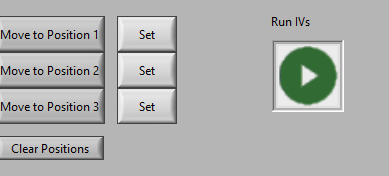 Run IVs
Move to Position 1 Set
Move to Position 2 Set
Move to Position 3 Set
Clear Positions